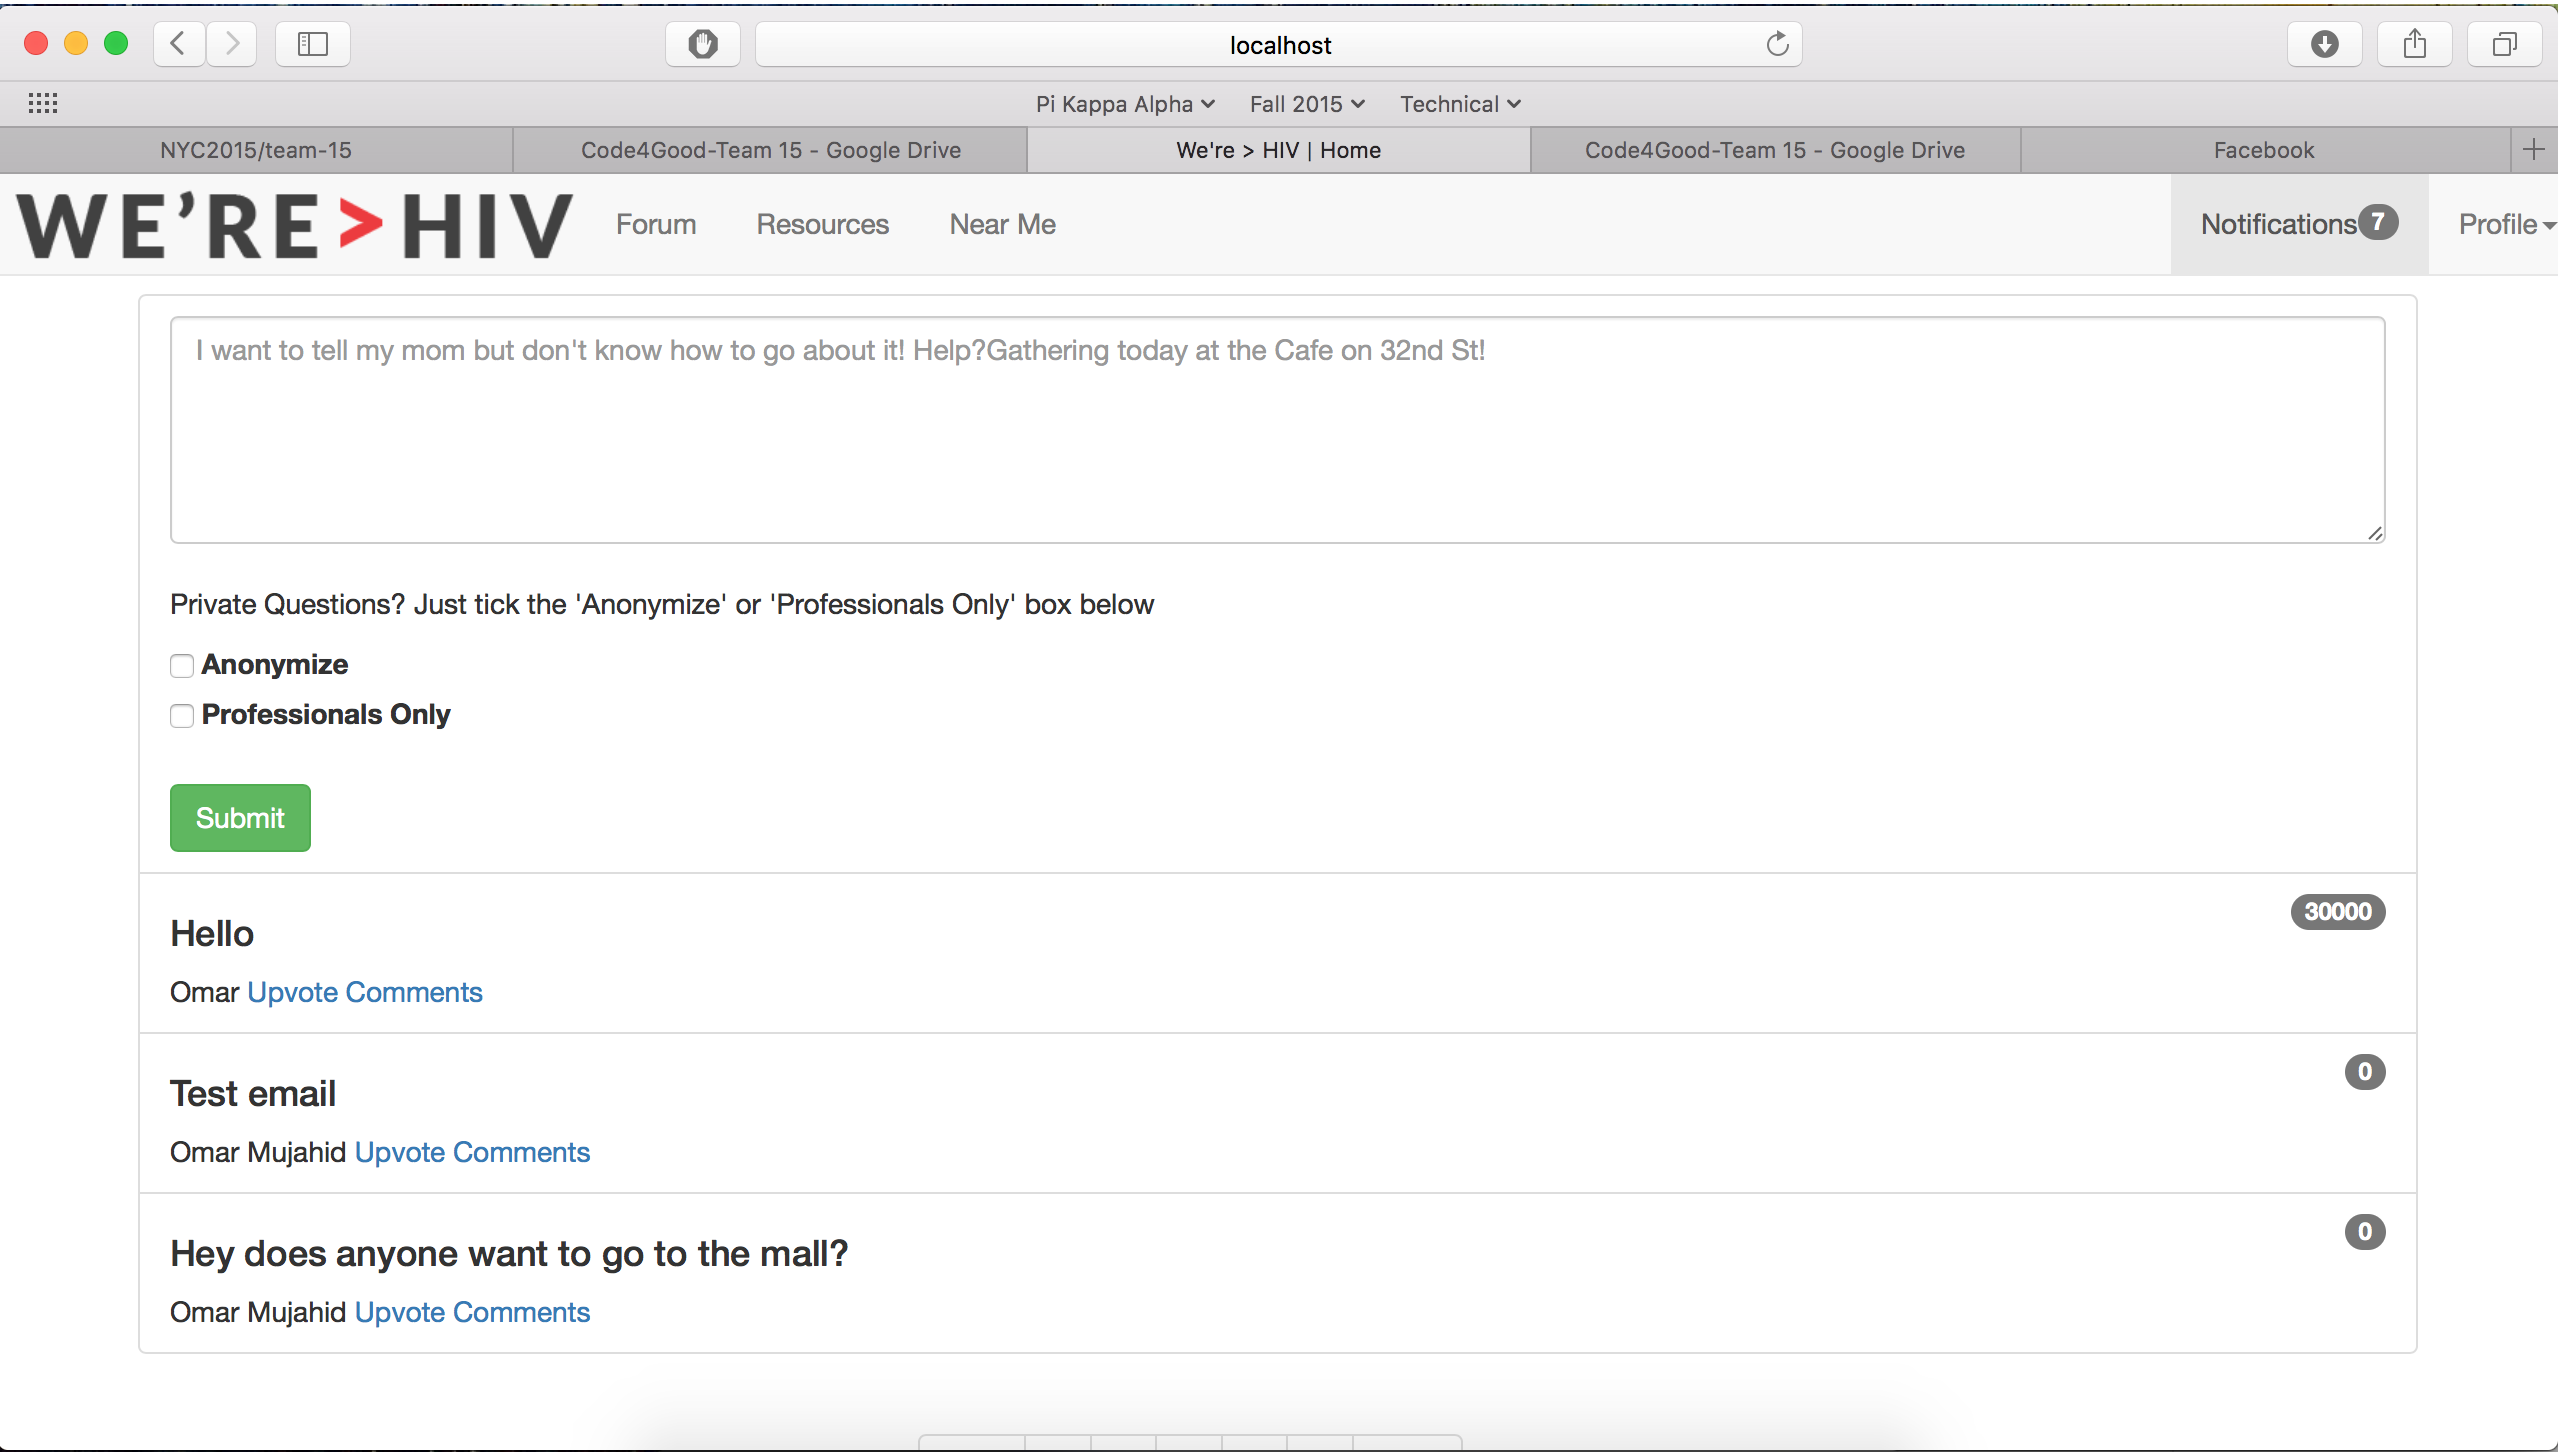 localhost
Pi Kappa Alpha Fall 2015 Technical
NYC2015/team-15 Code4Good-Team 15 - Google Drive We're > HIV | Home Code4Good-Team 15 - Google Drive Facebook
WE'RE>HIV Forum Resources Near Me Notifications 7 Profile
I want to tell my mom but don't know how to go about it! Help?Gathering today at the Cafe on 32nd St!
Private Questions? Just tick the 'Anonymize' or 'Professionals Only' box below
Anonymize
Professionals Only
Submit
30000
Hello
Omar Upvote Comments
0
Test email
Omar Mujahid Upvote Comments
0
Hey does anyone want to go to the mall?
Omar Mujahid Upvote Comments